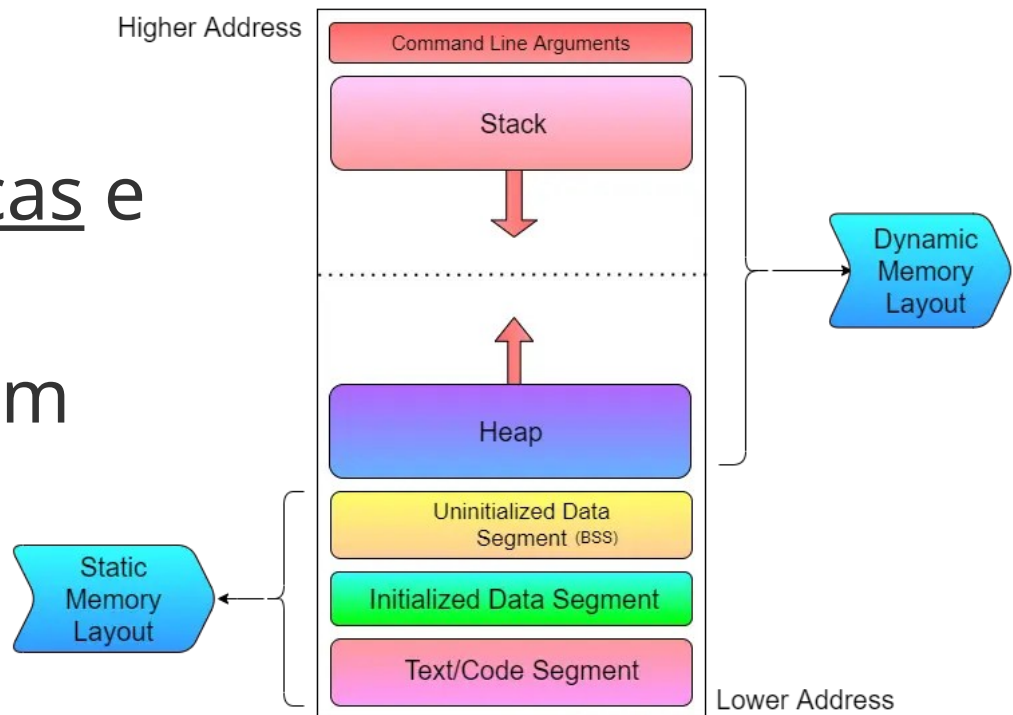 Higher Address
Command Line Arguments
Stack
cas e
Dynamic
Memory
Layout
m
Heap
Uninitialized Data
Segment (BSS)
Static
Memory
Layout
Initialized Data Segment
Text/Code Segment
Lower Address